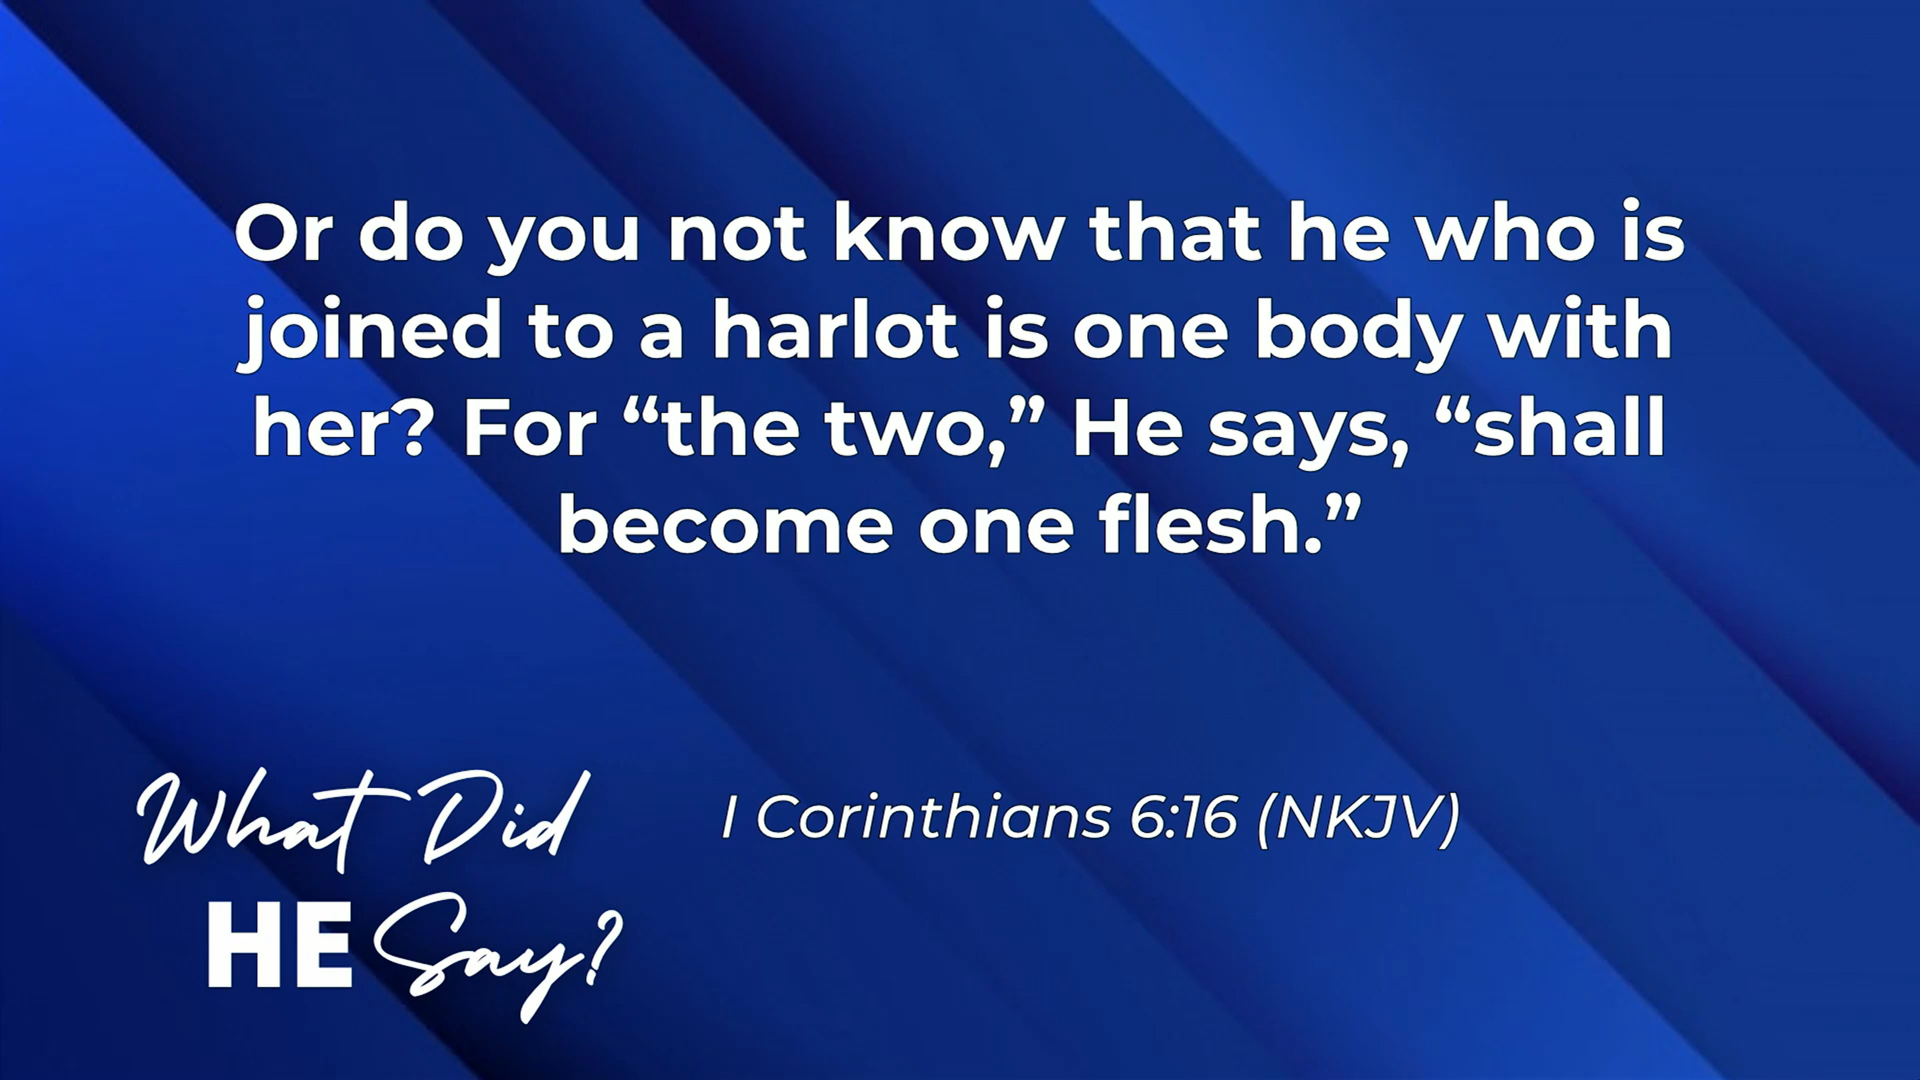 Or do you not know that he who is
joined to a harlot is one body with
her? For “the two,” He says, “shall
become one flesh.”
I Corinthians 6:16 (NKJV)
What Did
HE Say?